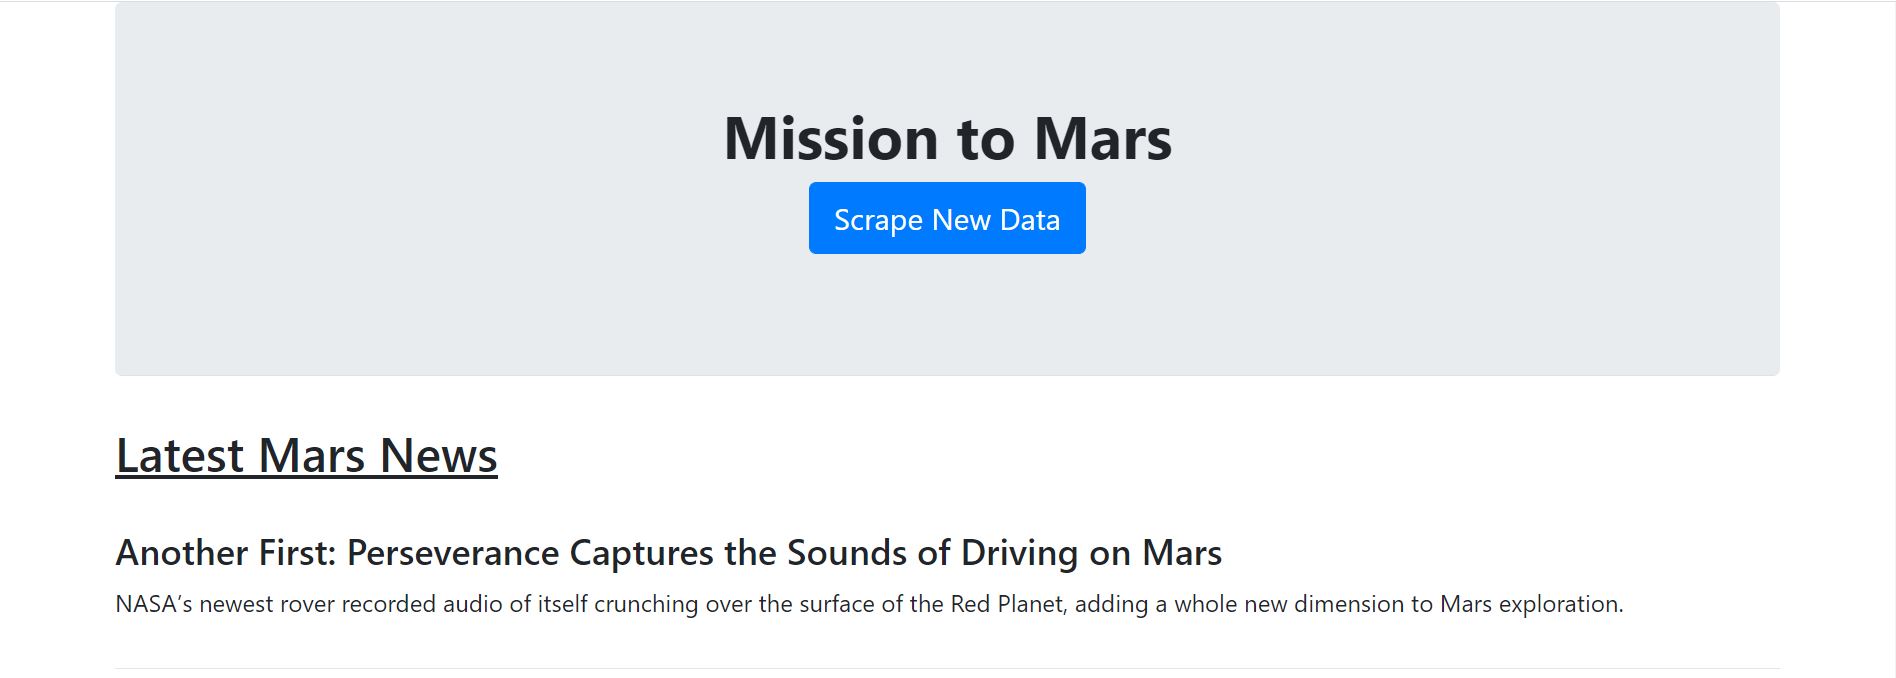 Mission to Mars
Scrape New Data
Latest Mars News
Another First: Perseverance Captures the Sounds of Driving on Mars
NASA’s newest rover recorded audio of itself crunching over the surface of the Red Planet, adding a whole new dimension to Mars exploration.